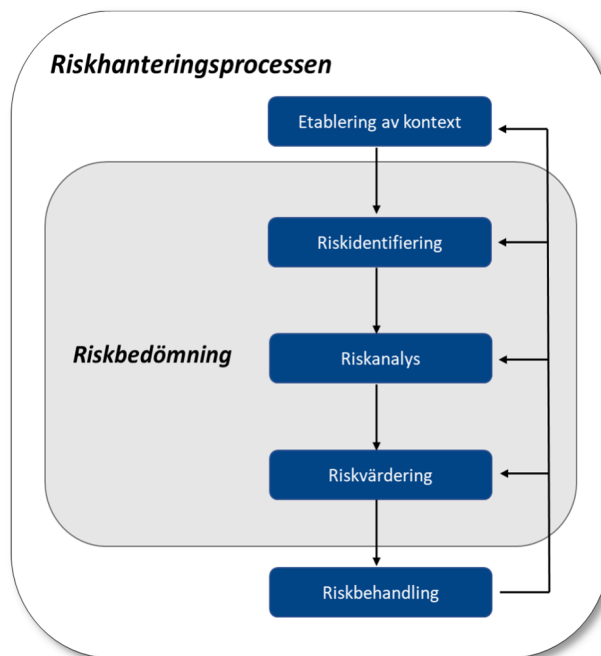 Riskhanteringsprocessen
Etablering av kontext
Riskidentifiering
Riskbedömning
Riskanalys
Riskvärdering
Riskbehandling